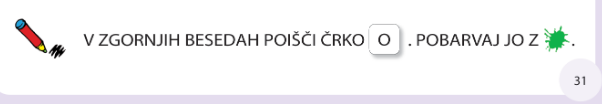 V ZGORNJIH BESEDAH POIŠČI ČRKO O . POBARVAJ JO Z .
31